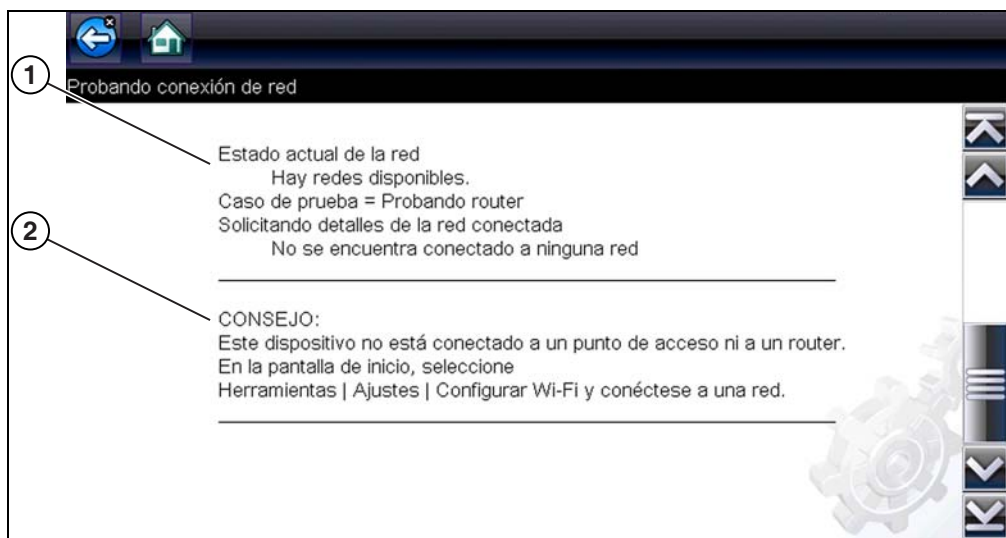 1
Probando conexión de red
Estado actual de la red
Hay redes disponibles.
Caso de prueba = Probando router
Solicitando detalles de la red conectada
2
No se encuentra conectado a ninguna red
CONSEJO:
Este dispositivo no está conectado a un punto de acceso ni a un router.
En la pantalla de inicio, seleccione
Herramientas | Ajustes | Configurar Wi-Fi y conéctese a una red.